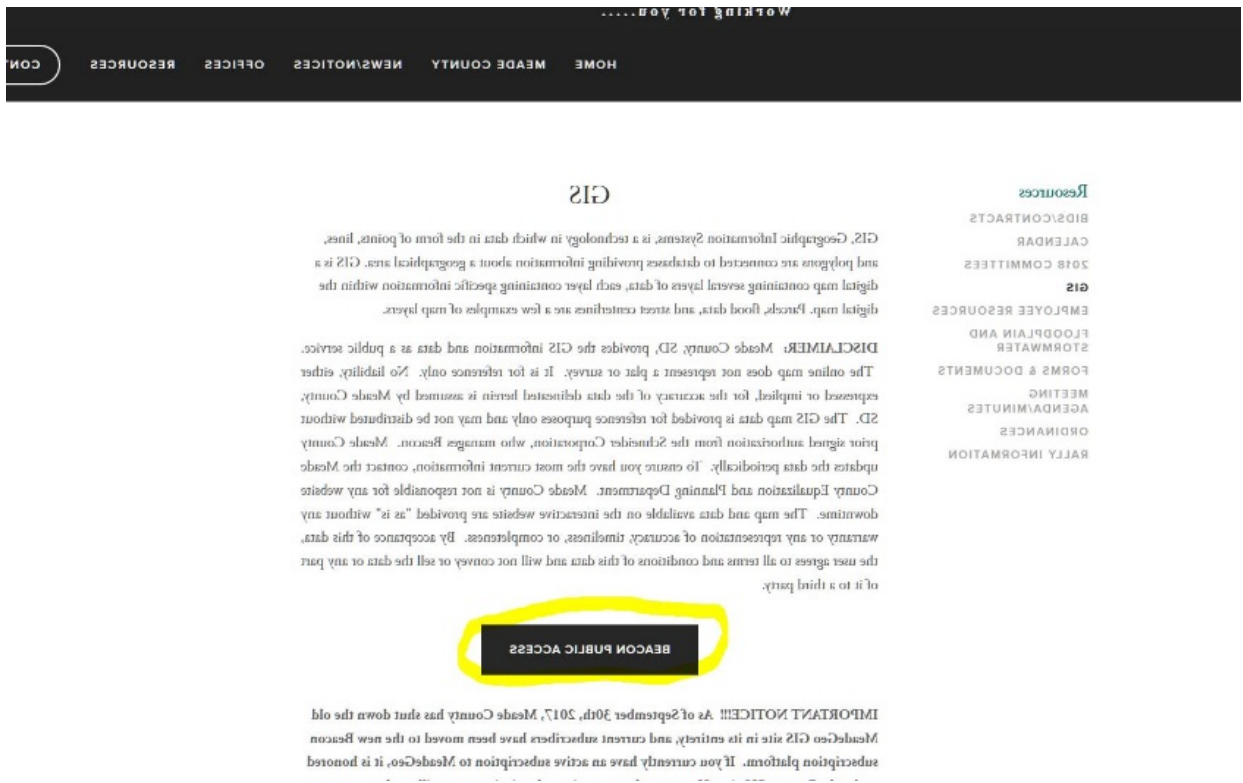 Working for you.....
HOME MEADE COUNTY NEWS/NOTICES OFFICES RESOURCES
Resources
BIDS/CONTRACTS
CALENDAR
2018 COMMITTEES
GIS
EMPLOYEE RESOURCES
FLOODPLAIN AND
STORMWATER
FORMS & DOCUMENTS
MEETING
AGENDA/MINUTES
ORDINANCES
RALLY INFORMATION
GIS
GIS, Geographic Information Systems, is a technology in which data in the form of points, lines,
and polygons are connected to databases providing information about a geographical area. GIS is a
digital map containing several layers of data, each layer containing specific information within the
digital map. Parcels, flood data, and street centerlines are a few examples of map layers.
DISCLAIMER: Meade County, SD, provides the GIS information and data as a public service.
The online map does not represent a plat or survey. It is for reference only. No liability, either
expressed or implied, for the accuracy of the data delineated herein is assumed by Meade County,
SD. The GIS map data is provided for reference purposes only and may not be distributed without
prior signed authorization from the Schneider Corporation, who manages Beacon. Meade County
updates the data periodically. To ensure you have the most current information, contact the Meade
County Equalization and Planning Department. Meade County is not responsible for any website
downtime. The map and data available on the interactive website are provided "as is" without any
warranty or any representation of accuracy, timeliness, or completeness. By acceptance of this data,
the user agrees to all terms and conditions of this data and will not convey or sell the data or any part
of it to a third party.
BEACON PUBLIC ACCESS
IMPORTANT NOTICE!!! As of September 30th, 2017, Meade County has shut down the old
MeadeGeo GIS site in its entirety, and current subscribers have been moved to the new Beacon
subscription platform. If you currently have an active subscription to MeadeGeo, it is honored